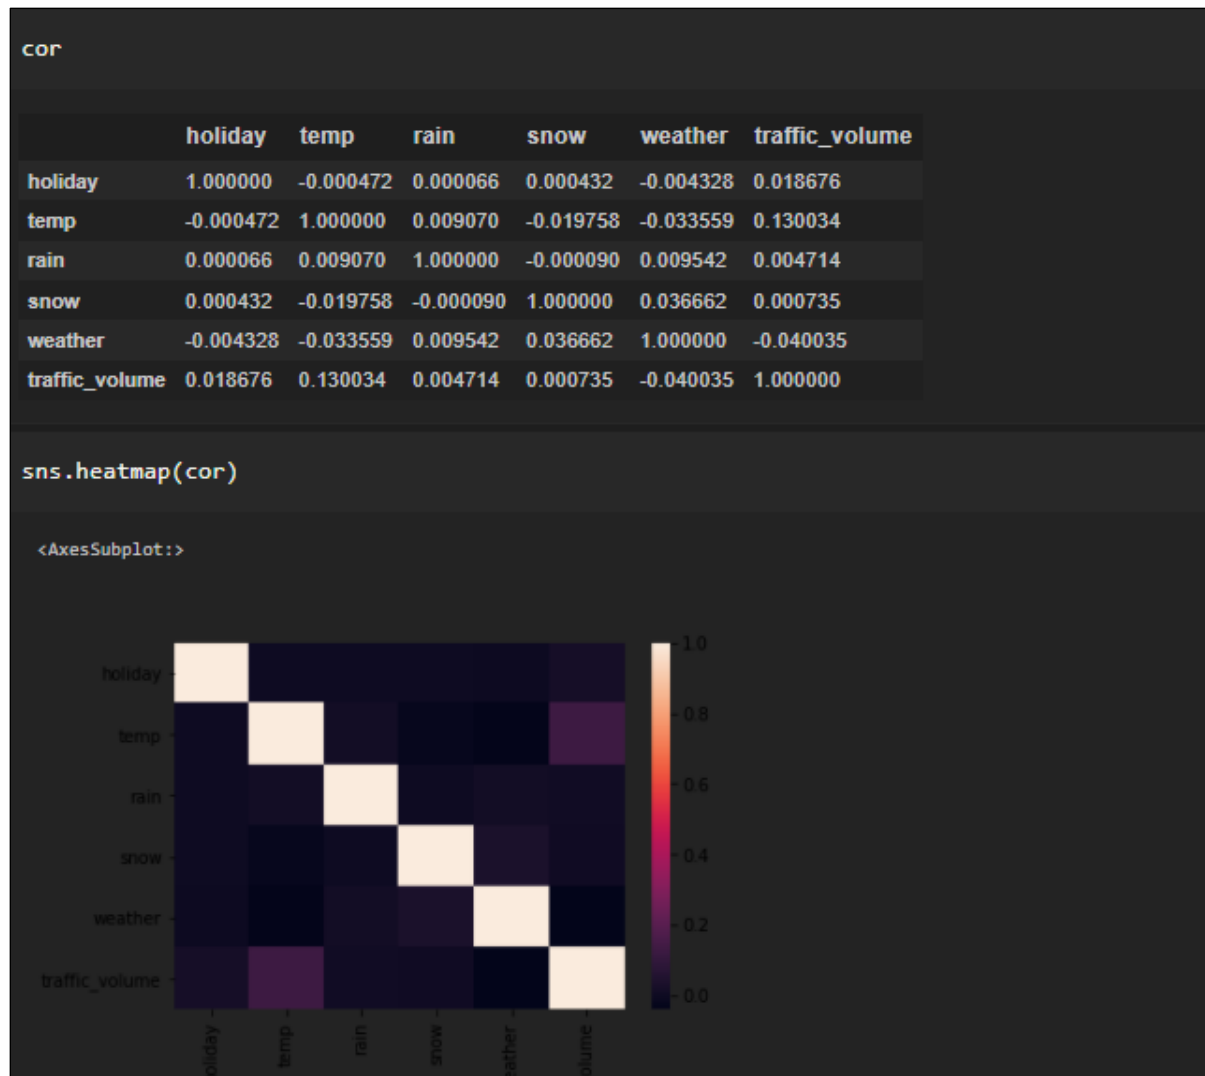 cor
holiday temp rain snow weather traffic_volume
holiday 1.000000 -0.000472 0.000066 0.000432 -0.004328 0.018676
temp -0.000472 1.000000 0.009070 -0.019758 -0.033559 0.130034
rain 0.000066 0.009070 1.000000 -0.000090 0.009542 0.004714
snow 0.000432 -0.019758 -0.000090 1.000000 0.036662 0.000735
weather -0.004328 -0.033559 0.009542 0.036662 1.000000 -0.040035
traffic_volume 0.018676 0.130034 0.004714 0.000735 -0.040035 1.000000
sns.heatmap(cor)
<AxesSubplot:>
1.0
holiday
0.8
temp
0.6
rain
0.4
snow
0.2
weather
traffic_volume
0.0
oliday temp rain snow eather olume